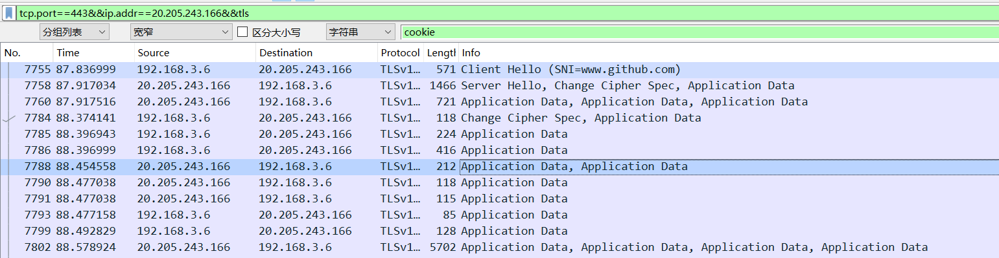 tcp.port==443&&ip.addr==20.205.243.166&&tls
分组列表 宽窄 区分大小写 字符串 cookie
No. Time Source Destination Protocol Lengtl Info
7755 87.836999 192.168.3.6 20.205.243.166 TLSv1… 571 Client Hello (SNI=www.github.com)
7758 87.917034 20.205.243.166 192.168.3.6 TLSv1… 1466 Server Hello, Change Cipher Spec, Application Data
7760 87.917516 20.205.243.166 192.168.3.6 TLSv1… 721 Application Data, Application Data, Application Data
7784 88.374141 192.168.3.6 20.205.243.166 TLSv1… 118 Change Cipher Spec, Application Data
7785 88.396943 192.168.3.6 20.205.243.166 TLSv1… 224 Application Data
7786 88.396999 192.168.3.6 20.205.243.166 TLSv1… 416 Application Data
7788 88.454558 20.205.243.166 192.168.3.6 TLSv1… 212 Application Data, Application Data
7790 88.477038 20.205.243.166 192.168.3.6 TLSv1… 118 Application Data
7791 88.477038 20.205.243.166 192.168.3.6 TLSv1… 115 Application Data
7793 88.477158 192.168.3.6 20.205.243.166 TLSv1… 85 Application Data
7799 88.492829 192.168.3.6 20.205.243.166 TLSv1… 128 Application Data
7802 88.578924 20.205.243.166 192.168.3.6 TLSv1… 5702 Application Data, Application Data, Application Data, Application Data